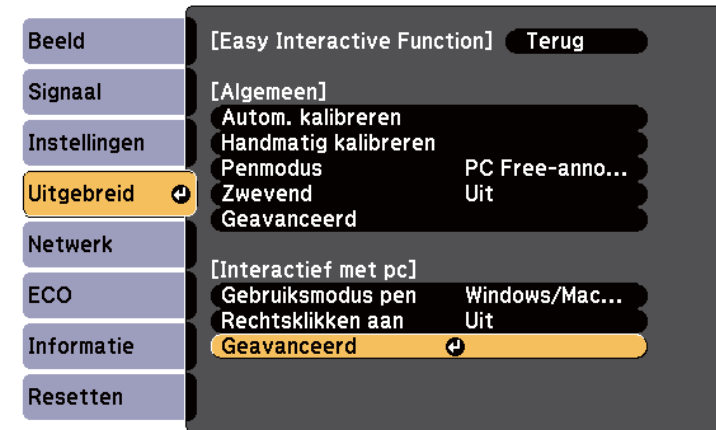 Beeld
Signaal
Instellingen
Uitgebreid
Netwerk
ECO
Informatie
Resetten
[Easy Interactive Function] Terug
[Algemeen]
Autom. kalibreren
Handmatig kalibreren
Penmodus PC Free-anno...
Zwevend Uit
Geavanceerd
[Interactief met pc]
Gebruiksmodus pen Windows/Mac...
Rechtsklikken aan Uit
Geavanceerd